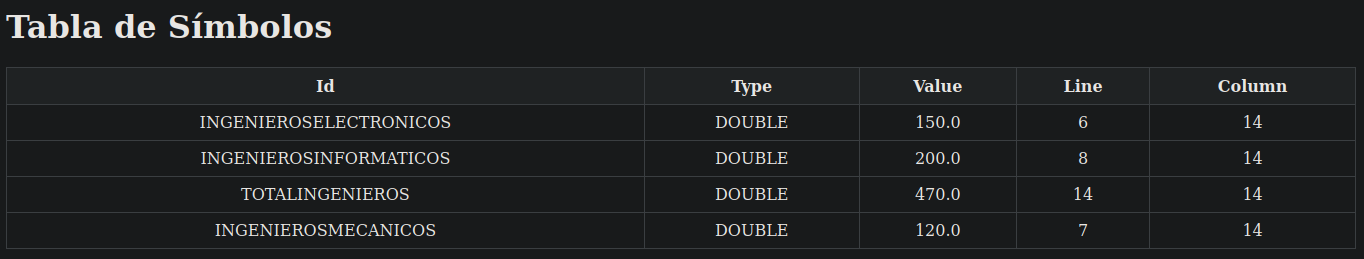 Tabla de Símbolos
Id Type Value Line Column
INGENIEROSELECTRONICOS DOUBLE 150.0 6 14
INGENIEROSINFORMATICOS DOUBLE 200.0 8 14
TOTALINGENIEROS DOUBLE 470.0 14 14
INGENIEROSMECANICOS DOUBLE 120.0 7 14